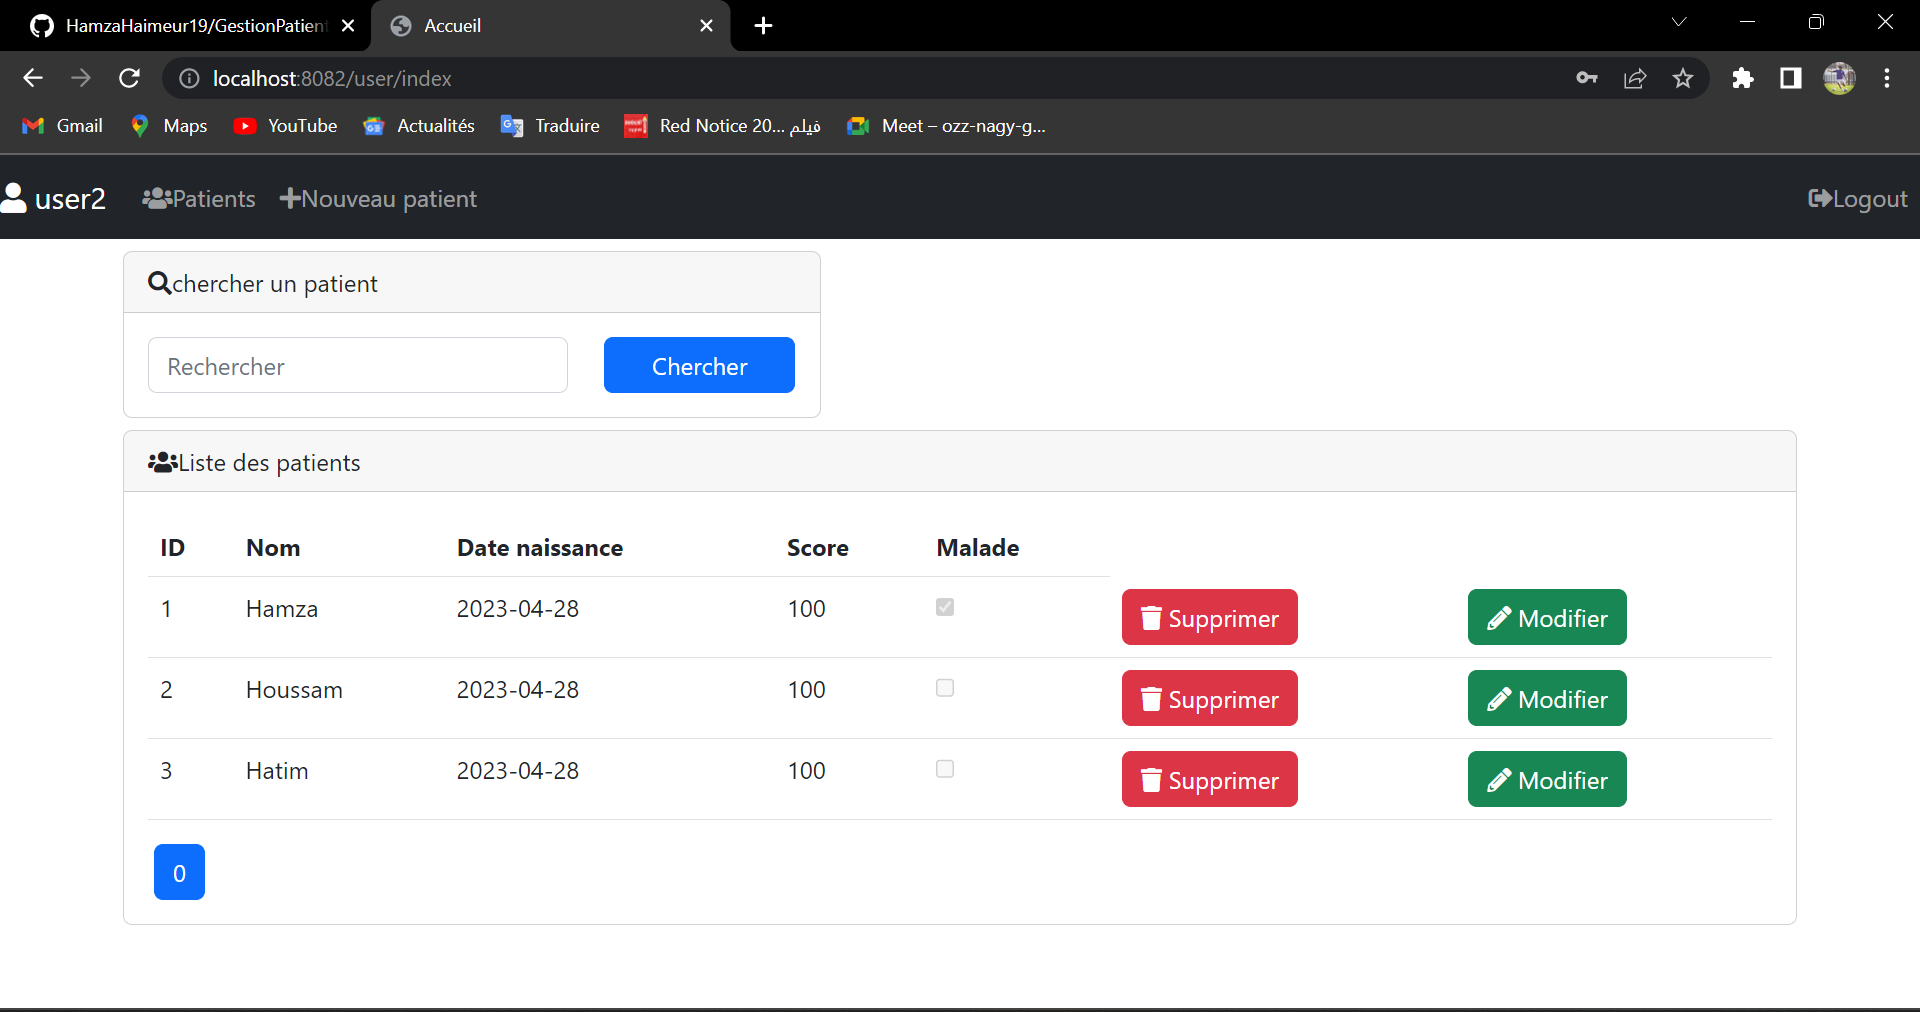 HamzaHaimeur19/GestionPatient
Accueil
localhost:8082/user/index
Gmail
Maps
YouTube
Actualités
Traduire
Red Notice 20... فيلم
Meet – ozz-nagy-g...
user2
Patients
Nouveau patient
Logout
chercher un patient
Rechercher
Chercher
Liste des patients
ID Nom Date naissance Score Malade
1 Hamza 2023-04-28 100 Supprimer Modifier
2 Houssam 2023-04-28 100 Supprimer Modifier
3 Hatim 2023-04-28 100 Supprimer Modifier
0